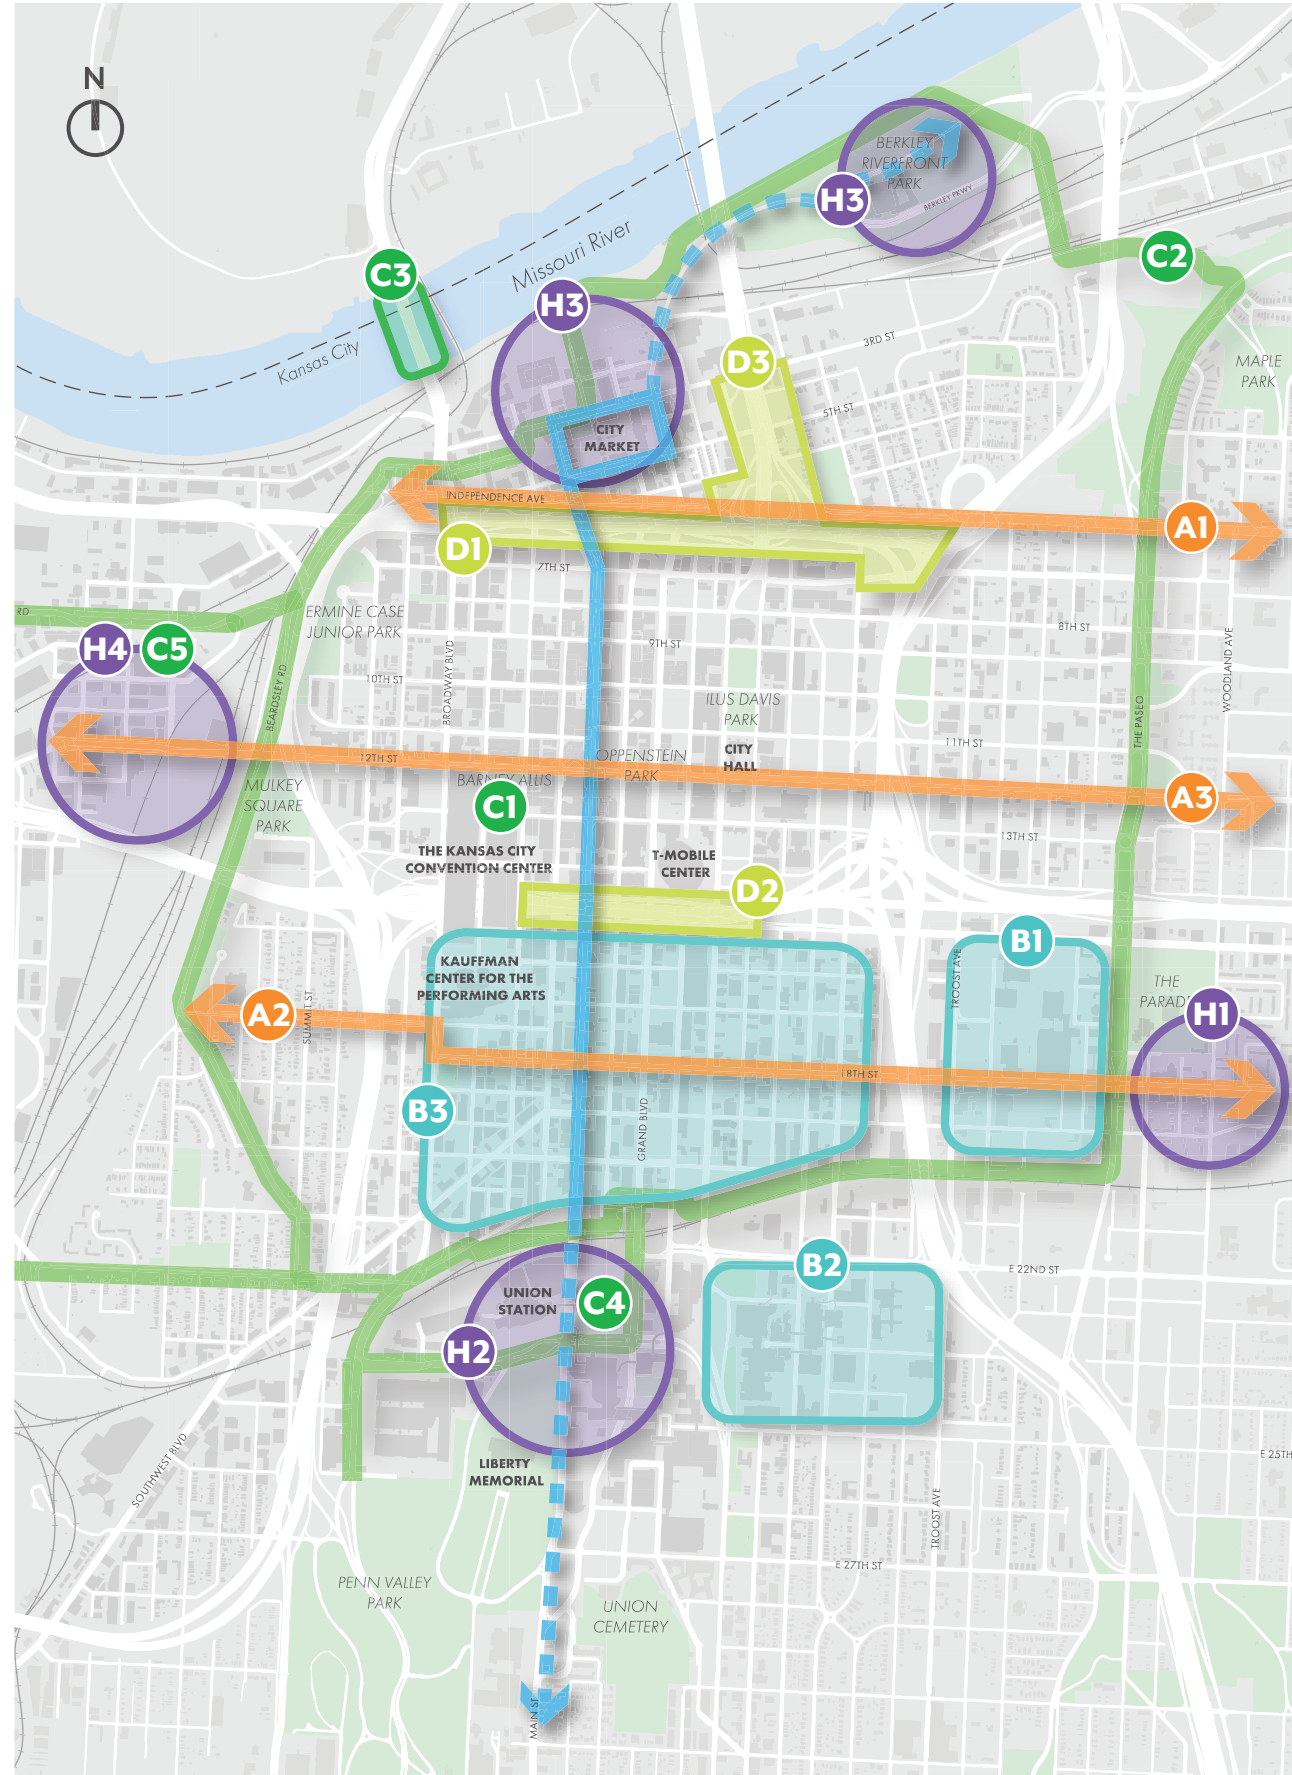 N
BERKLEY
RIVERFRONT
PARK
BERKLEY PKWY
H3
C2
Missouri River
C3
H3
Kansas City
3RD ST
D3
MAPLE
PARK
5TH ST
CITY
MARKET
INDEPENDENCE AVE
A1
D1
7TH ST
RD
ERMINE CASE
JUNIOR PARK
8TH ST
H4
C5
9TH ST
BROADWAY BLVD
WOODLAND AVE
10TH ST
BEARDSLEY RD
ILUS DAVIS
PARK
THE PASEO
11TH ST
12TH ST
OPPENSTEIN
PARK
CITY
HALL
BARNEY ALLIS
C1
MULKEY
SQUARE
PARK
A3
13TH ST
THE KANSAS CITY
CONVENTION CENTER
T-MOBILE
CENTER
D2
B1
KAUFFMAN
CENTER FOR THE
PERFORMING ARTS
TROOST AVE
THE
PARAD
H1
A2
SUMMIT ST
18TH ST
B3
GRAND BLVD
B2
E 22ND ST
UNION
STATION
C4
H2
SOUTHWEST BLVD
LIBERTY
MEMORIAL
E 25TH
TROOST AVE
E 27TH ST
PENN VALLEY
PARK
UNION
CEMETERY
MAIN ST